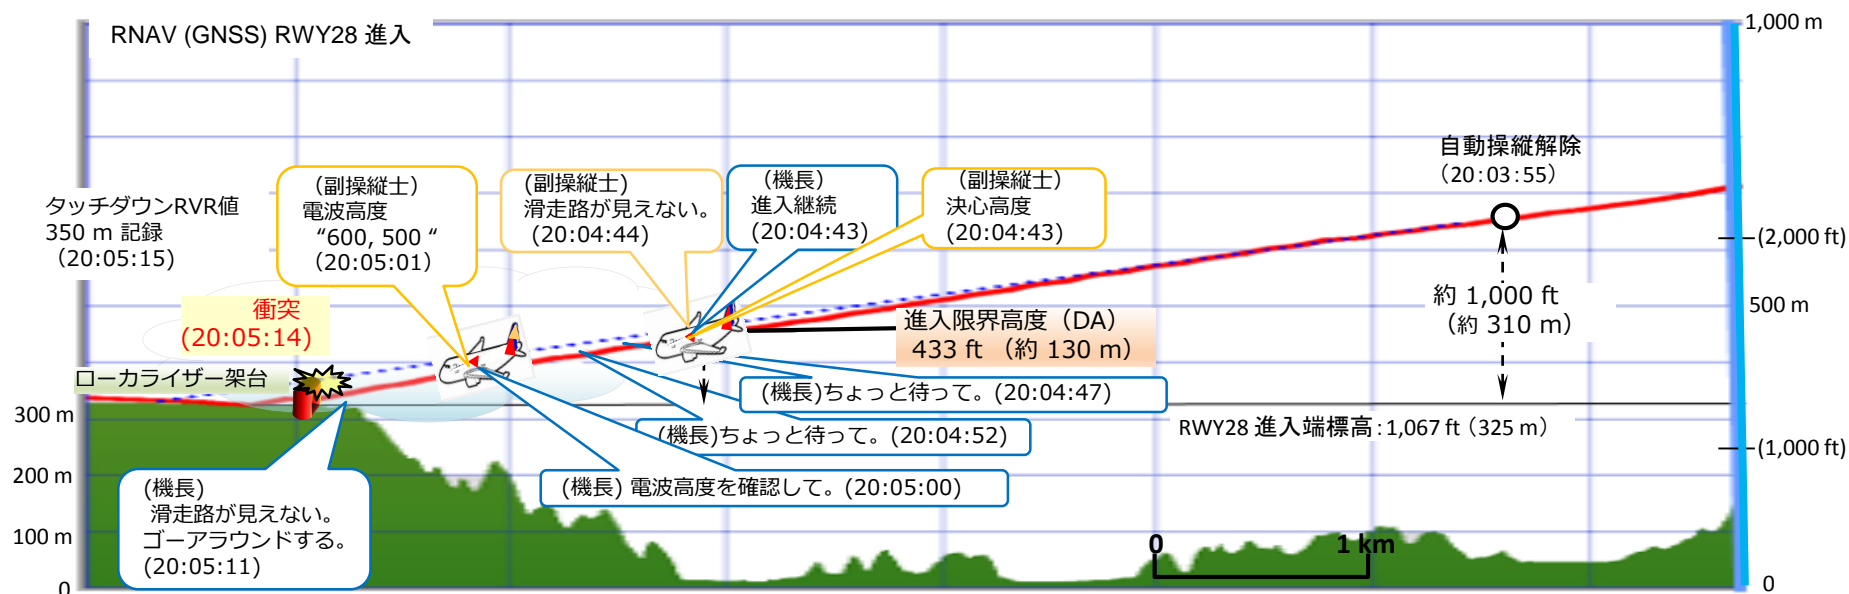 RNAV (GNSS) RWY28 進入
1,000 m
自動操縦解除
(20:03:55)
(副操縦士)
電波高度
“600, 500 “
(20:05:01)
(副操縦士)
滑走路が見えない。
(20:04:44)
(機長)
進入継続
(20:04:43)
(副操縦士)
決心高度
(20:04:43)
タッチダウンRVR値
350 m 記録
(20:05:15)
(2,000 ft)
衝突
(20:05:14)
約 1,000 ft
(約 310 m)
500 m
進入限界高度（DA）
433 ft （約 130 m）
ローカライザー架台
(機長)ちょっと待って。(20:04:47)
300 m
(機長)ちょっと待って。(20:04:52)
RWY28 進入端標高：1,067 ft（325 m）
(1,000 ft)
200 m
(機長) 電波高度を確認して。(20:05:00)
(機長)
滑走路が見えない。
ゴーアラウンドする。
(20:05:11)
100 m
0
1 km
0
0